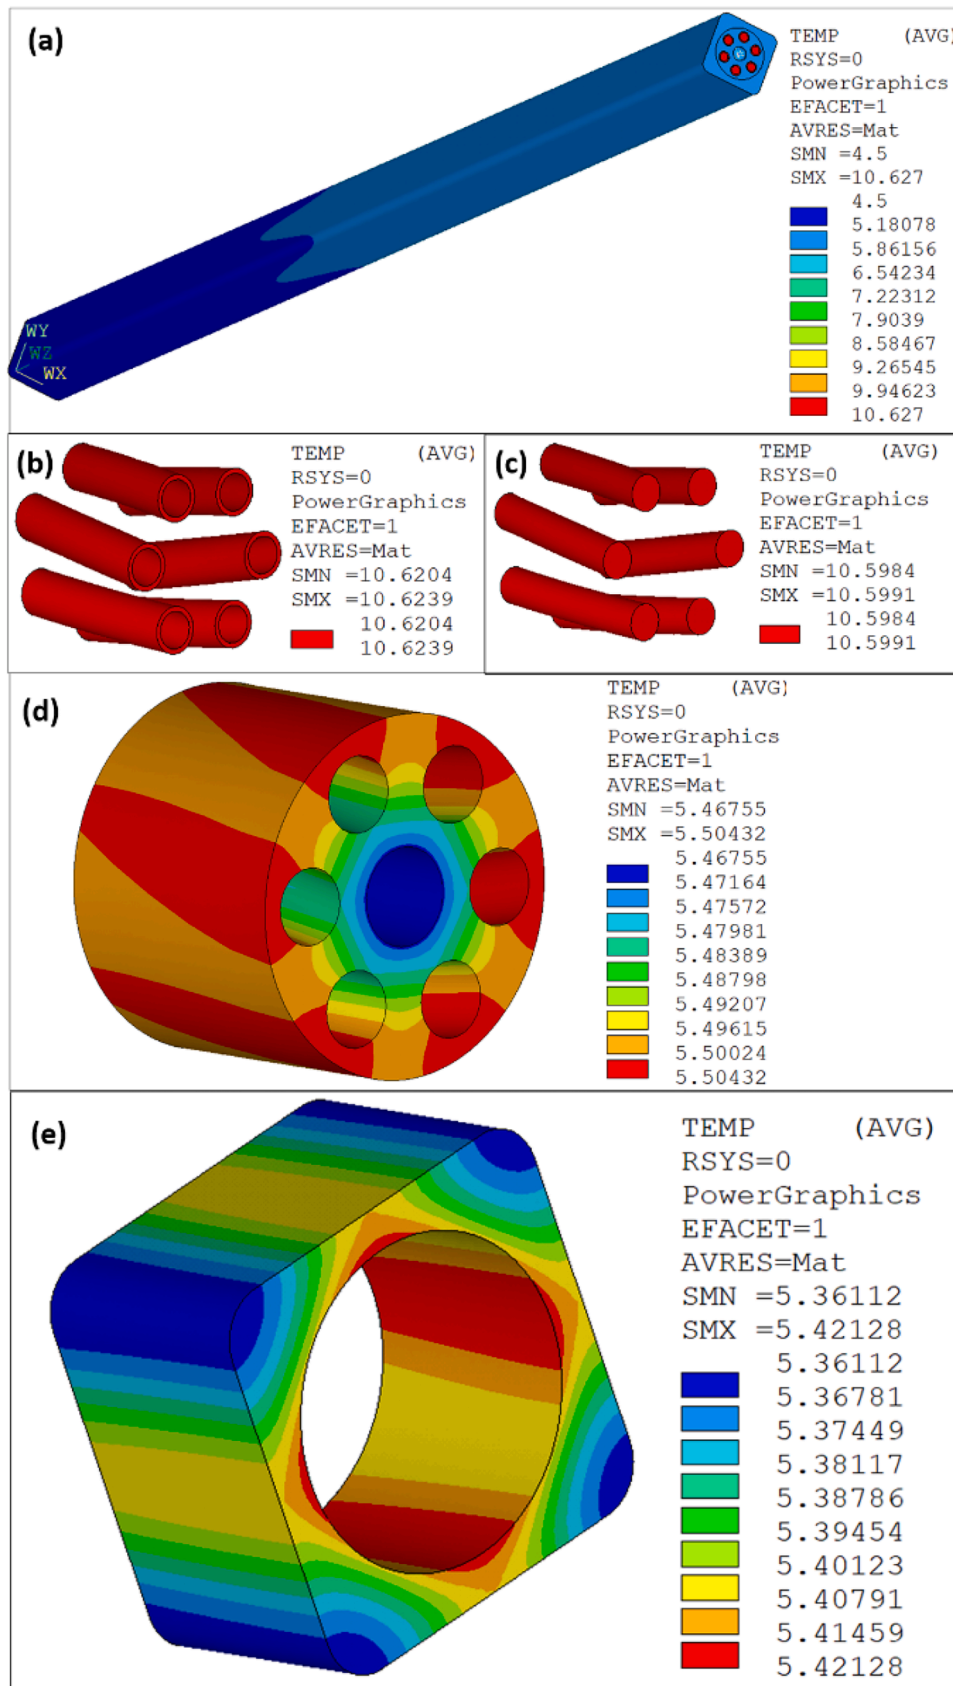 (a)
TEMP (AVG)
RSYS=0
PowerGraphics
EFACET=1
AVRES=Mat
SMN =4.5
SMX =10.627
4.5
5.18078
5.86156
6.54234
7.22312
7.9039
8.58467
9.26545
9.94623
10.627
WY
WZ
WX
(b)
TEMP (AVG)
RSYS=0
PowerGraphics
EFACET=1
AVRES=Mat
SMN =10.6204
SMX =10.6239
10.6204
10.6239
(c)
TEMP (AVG)
RSYS=0
PowerGraphics
EFACET=1
AVRES=Mat
SMN =10.5984
SMX =10.5991
10.5984
10.5991
(d)
TEMP (AVG)
RSYS=0
PowerGraphics
EFACET=1
AVRES=Mat
SMN =5.46755
SMX =5.50432
5.46755
5.47164
5.47572
5.47981
5.48389
5.48798
5.49207
5.49615
5.50024
5.50432
(e)
TEMP (AVG)
RSYS=0
PowerGraphics
EFACET=1
AVRES=Mat
SMN =5.36112
SMX =5.42128
5.36112
5.36781
5.37449
5.38117
5.38786
5.39454
5.40123
5.40791
5.41459
5.42128